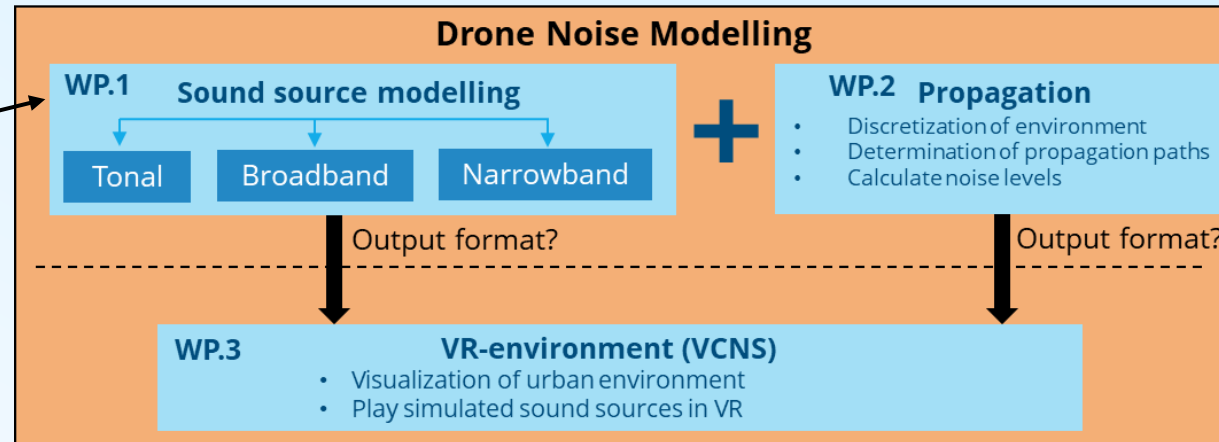 Drone Noise Modelling
WP.1 Sound source modelling
Tonal Broadband Narrowband
WP.2 Propagation
• Discretization of environment
• Determination of propagation paths
• Calculate noise levels
Output format?
Output format?
WP.3 VR-environment (VCNS)
• Visualization of urban environment
• Play simulated sound sources in VR